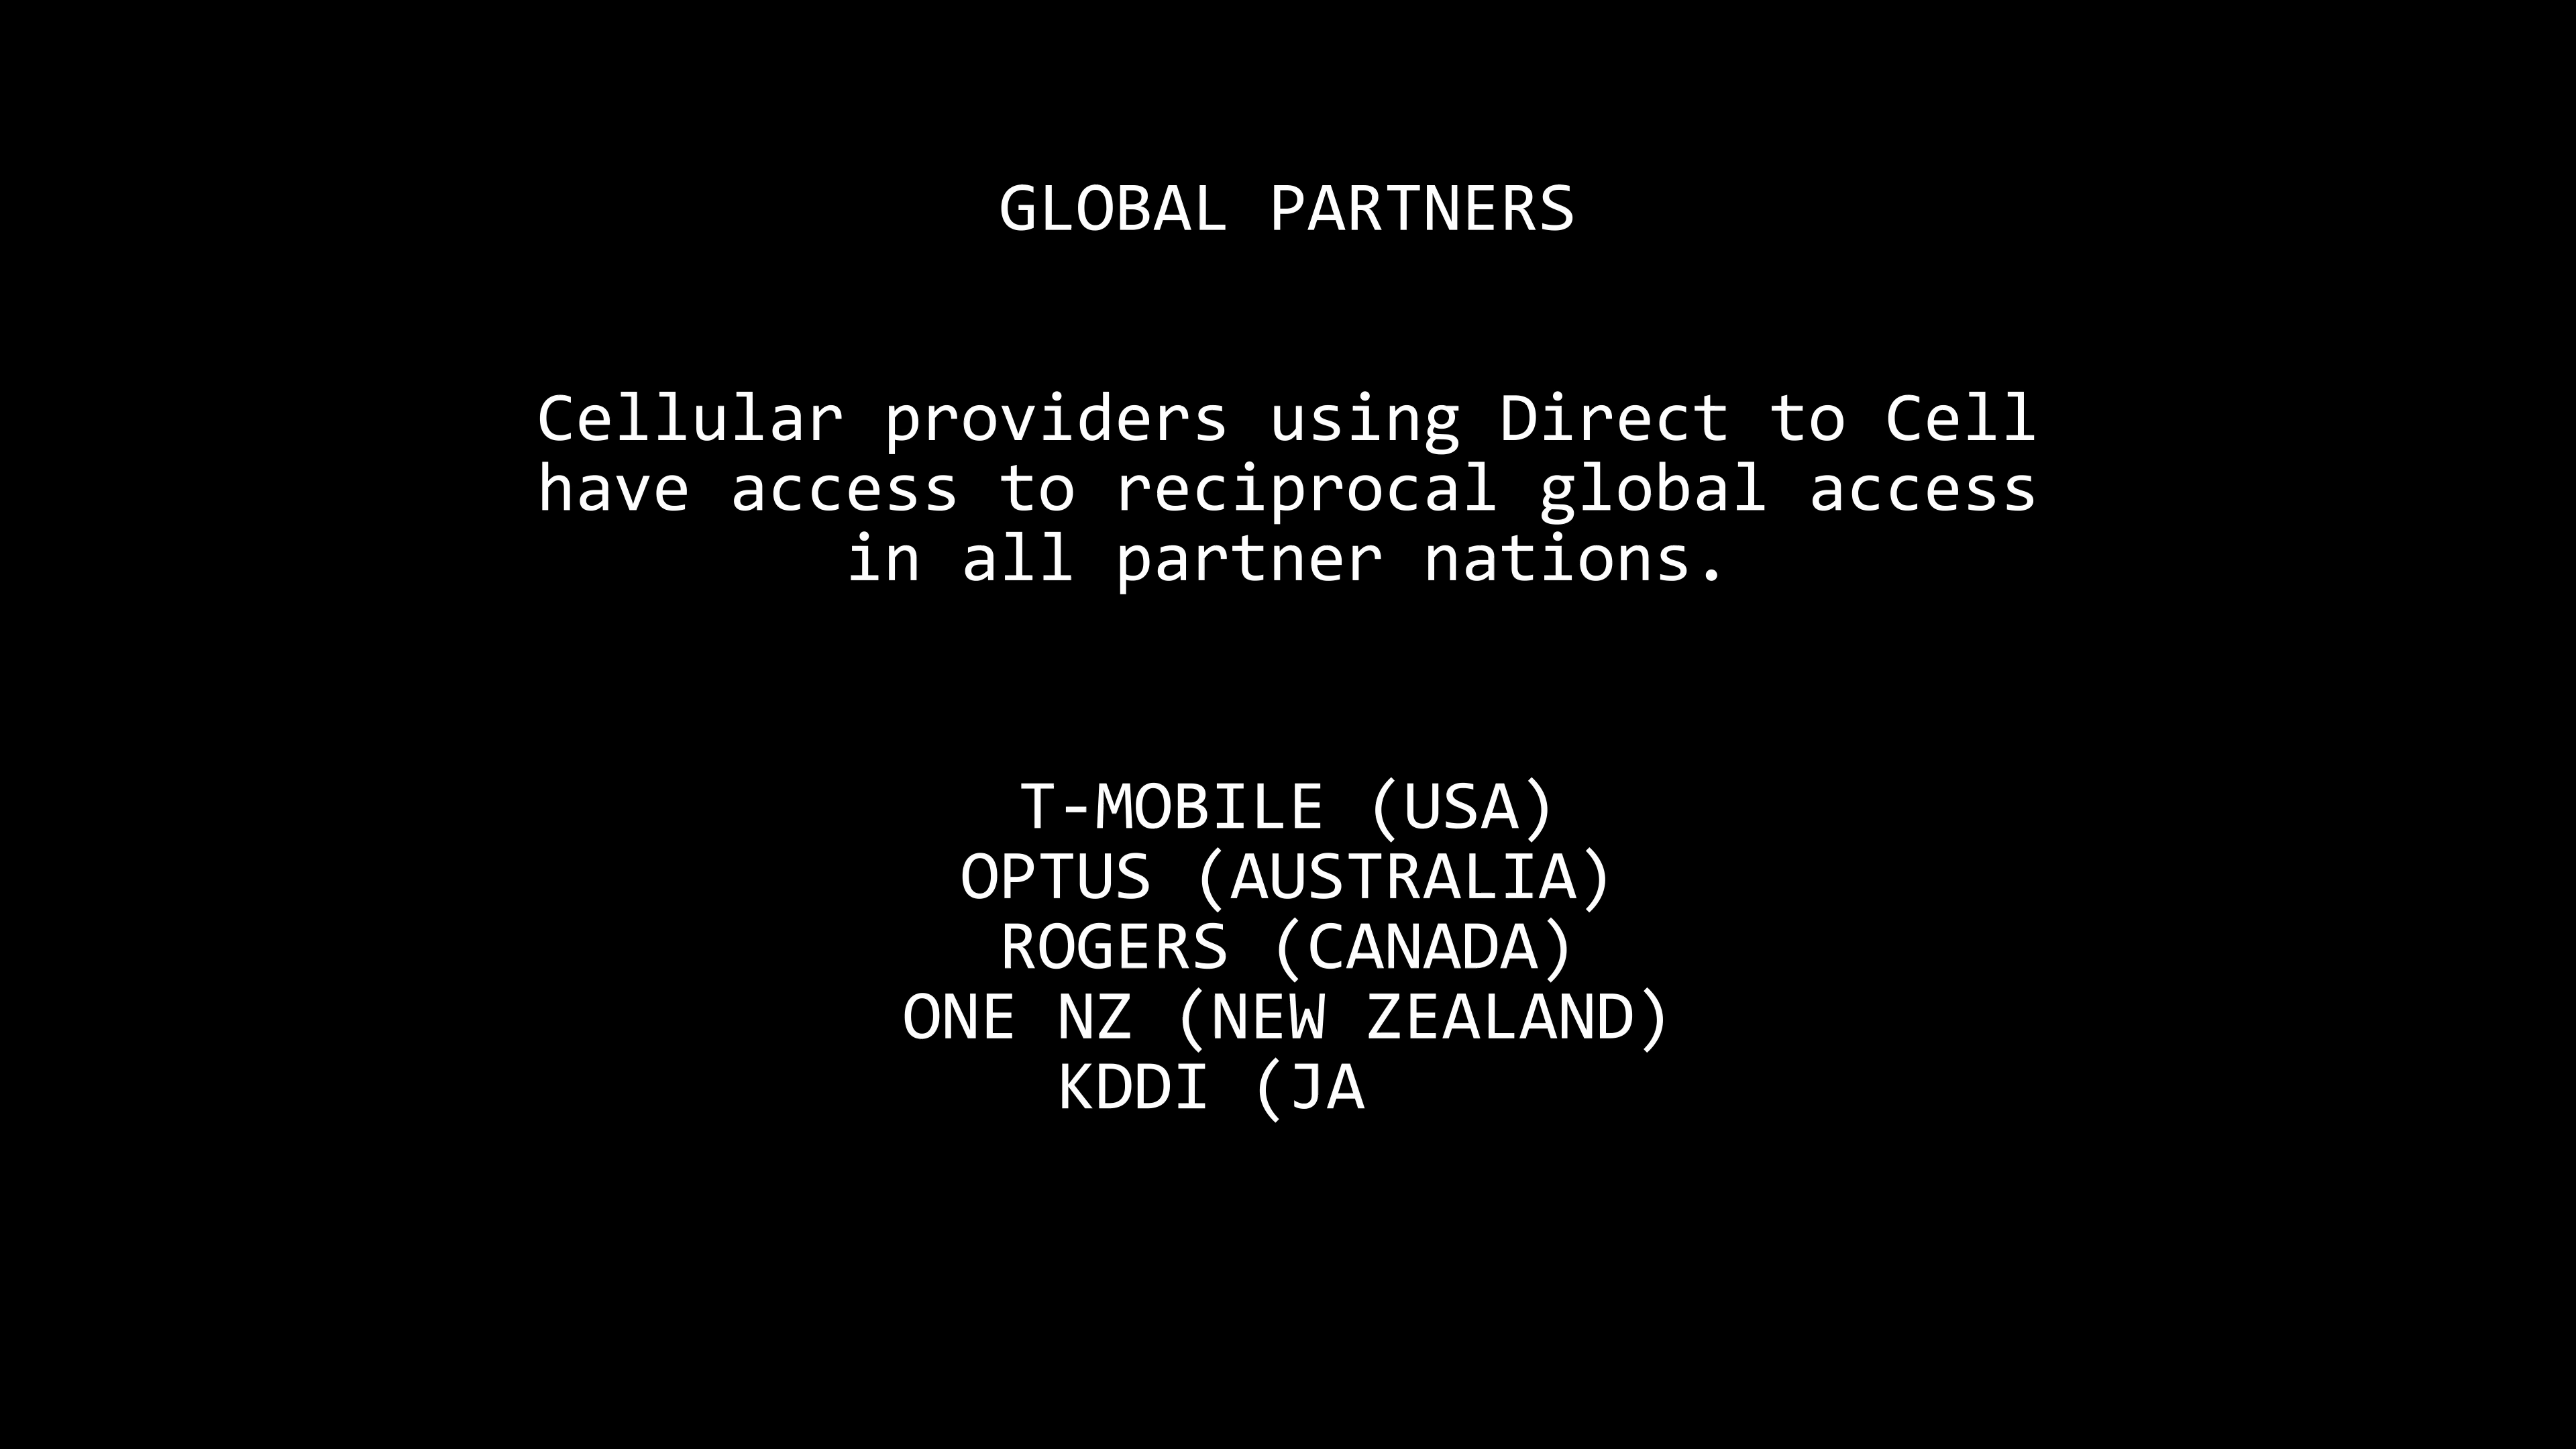 GLOBAL PARTNERS
Cellular providers using Direct to Cell
have access to reciprocal global access
in all partner nations.
T-MOBILE (USA)
OPTUS (AUSTRALIA)
ROGERS (CANADA)
ONE NZ (NEW ZEALAND)
KDDI (JA